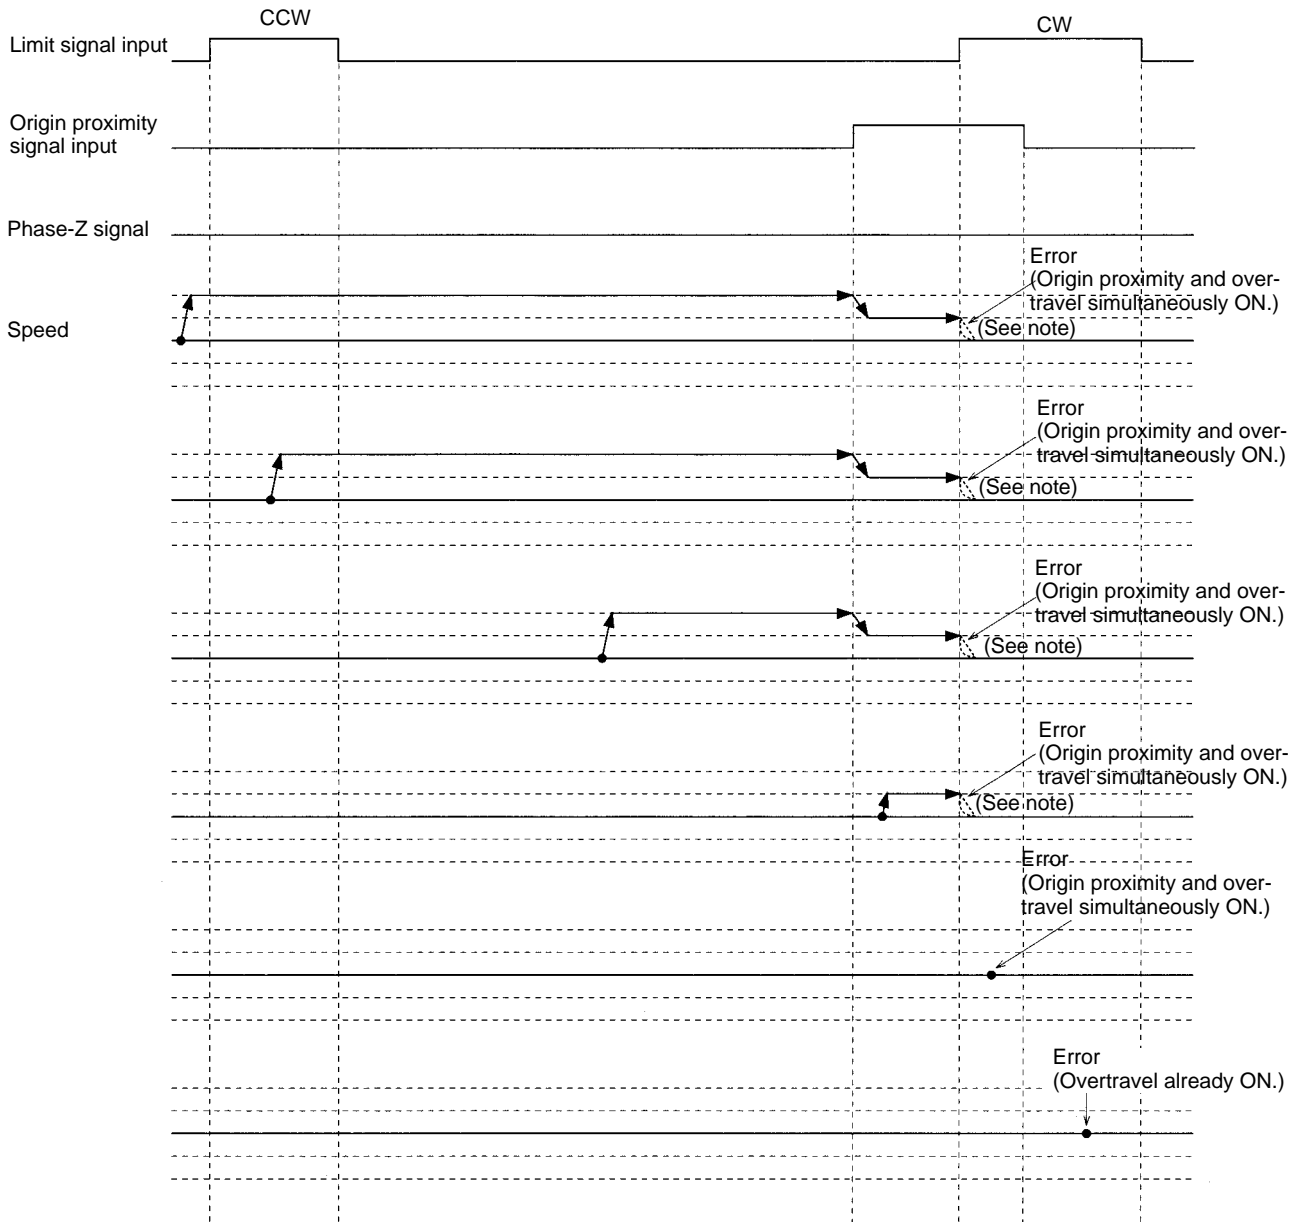 CCW
CW
Limit signal input
Origin proximity
signal input
Phase-Z signal
Error
(Origin proximity and over-
travel simultaneously ON.)
(See note)
Speed
Error
(Origin proximity and over-
travel simultaneously ON.)
(See note)
Error
(Origin proximity and over-
travel simultaneously ON.)
(See note)
Error
(Origin proximity and over-
travel simultaneously ON.)
(See note)
Error
(Origin proximity and over-
travel simultaneously ON.)
Error
(Overtravel already ON.)